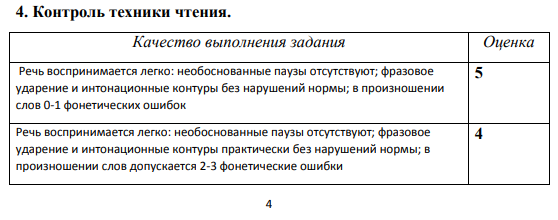 4. Контроль техники чтения.
Качество выполнения задания Оценка
Речь воспринимается легко: необоснованные паузы отсутствуют; фразовое 5
ударение и интонационные контуры без нарушений нормы; в произношении
слов 0-1 фонетических ошибок
Речь воспринимается легко: необоснованные паузы отсутствуют; фразовое 4
ударение и интонационные контуры практически без нарушений нормы; в
произношении слов допускается 2-3 фонетические ошибки
4